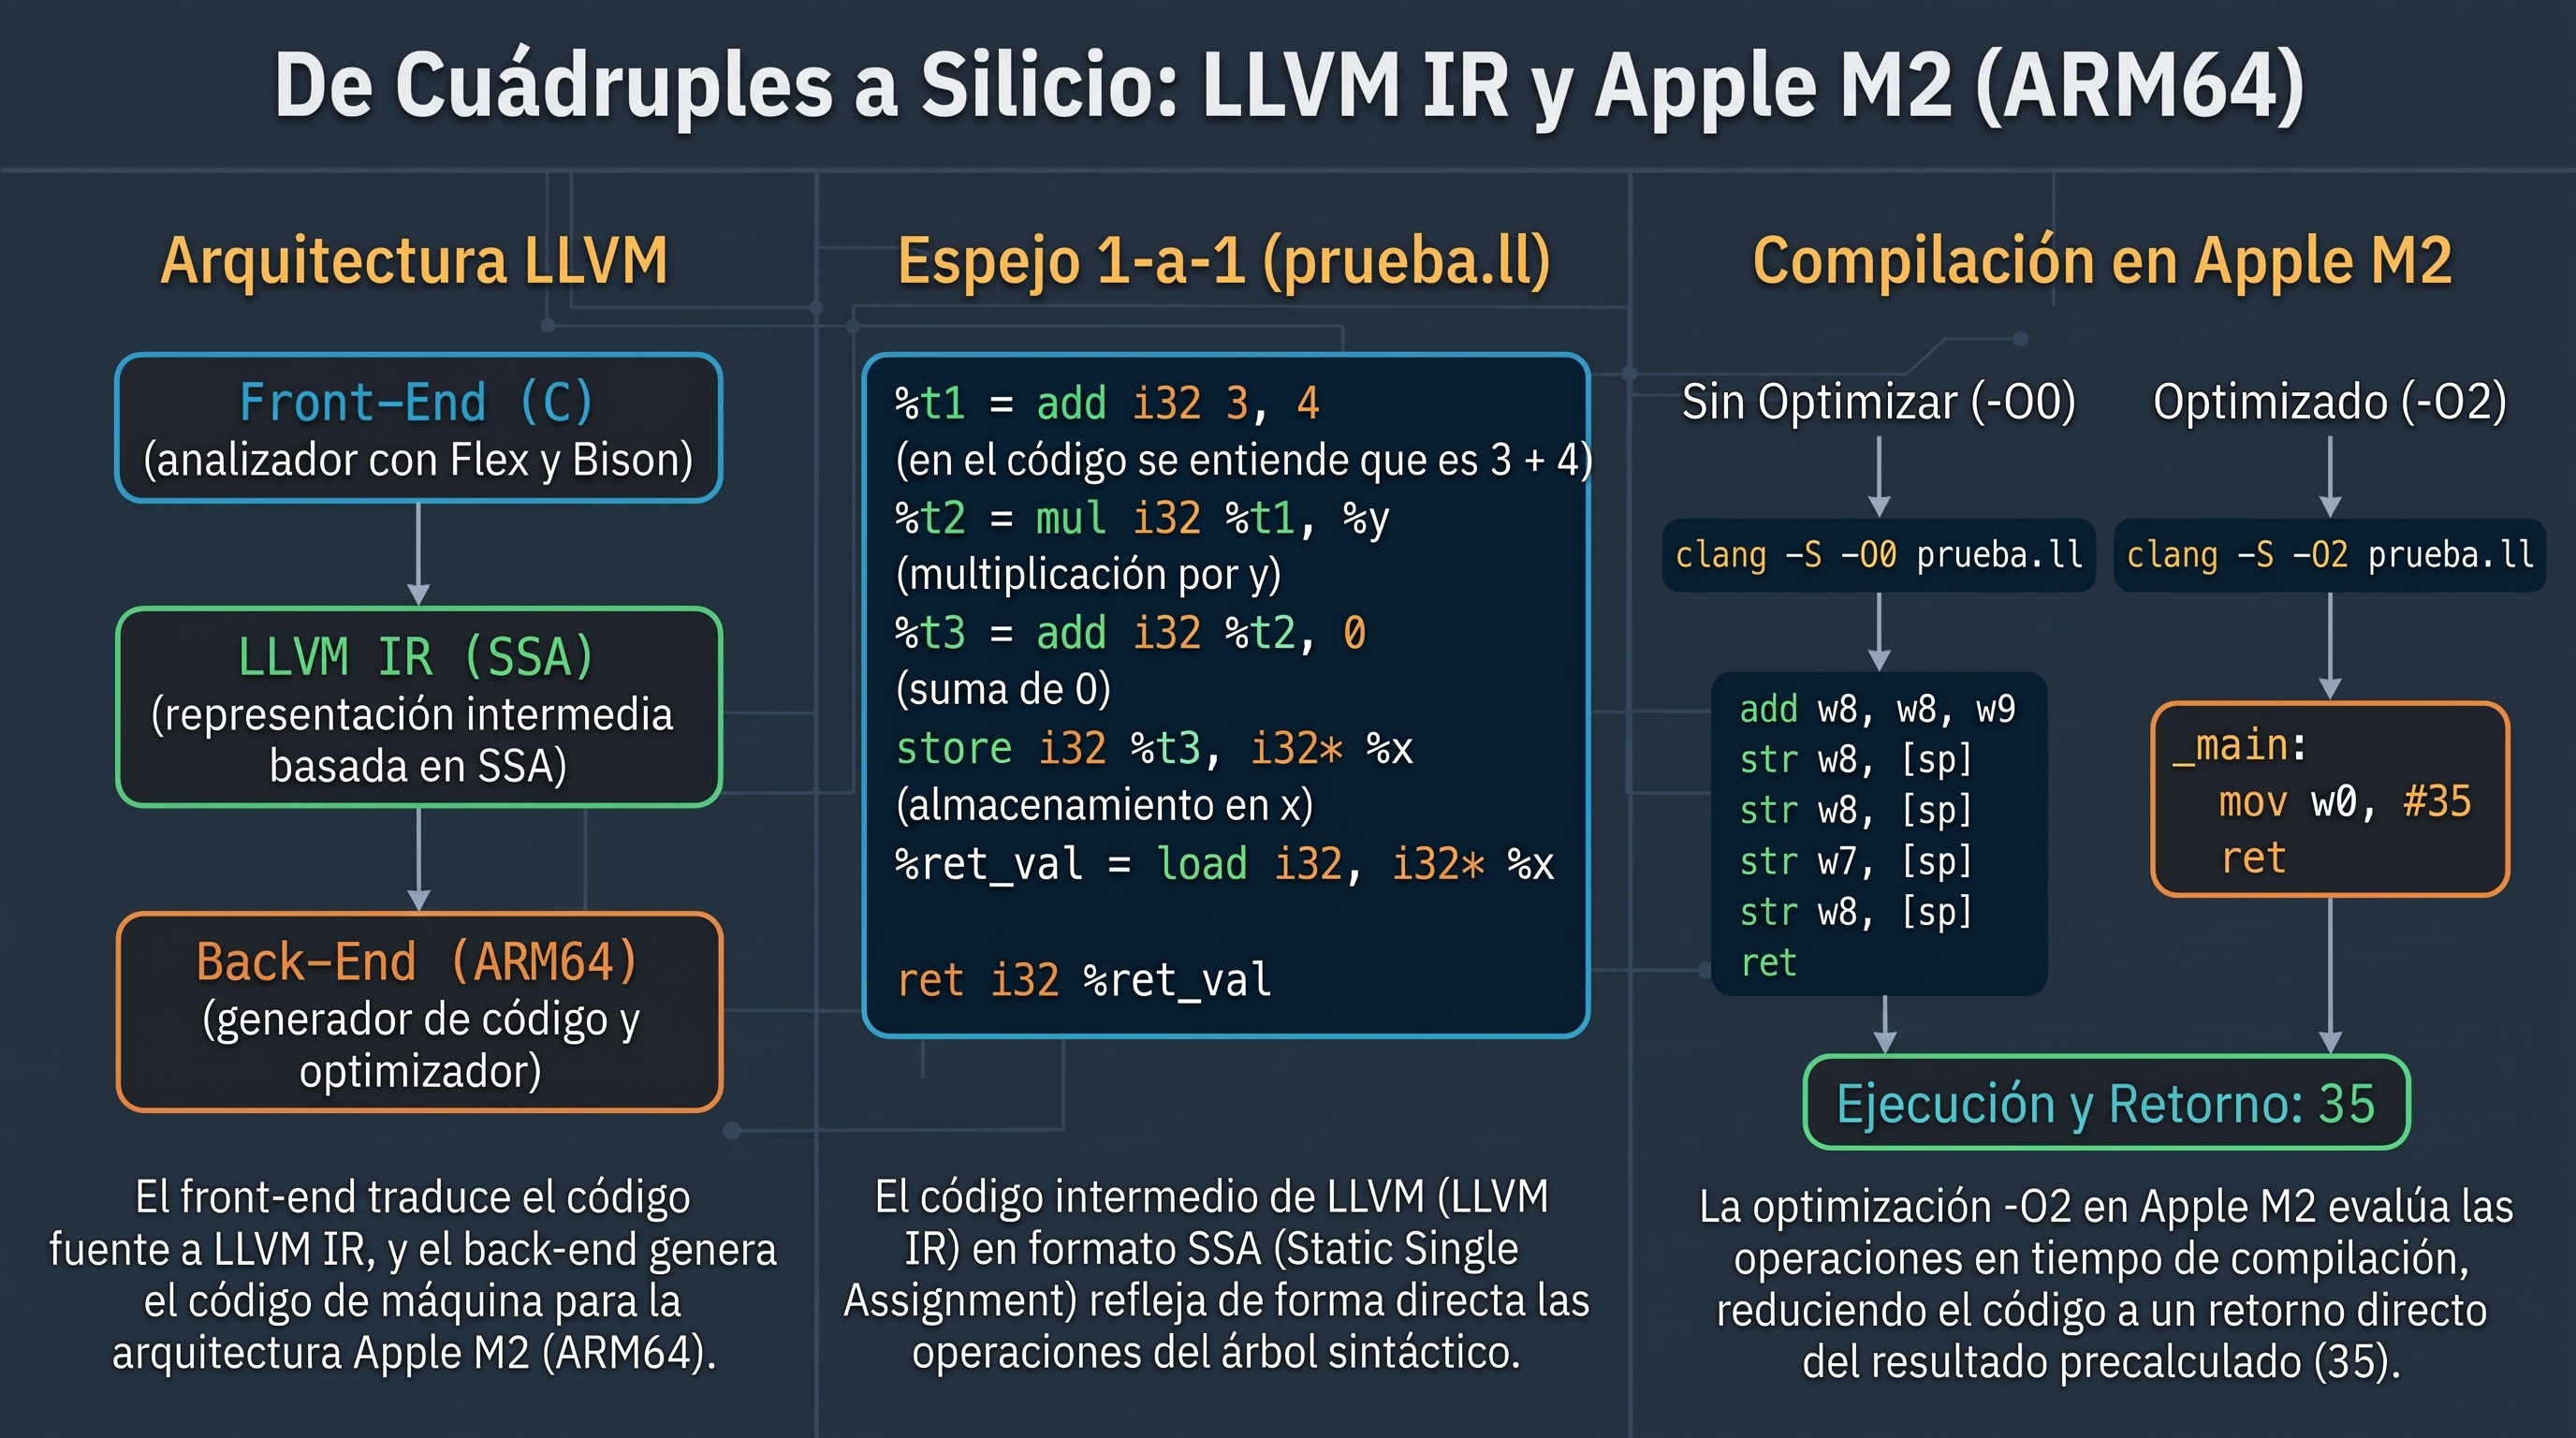 De Cuádruples a Silicio: LLVM IR y Apple M2 (ARM64)
Arquitectura LLVM
Front-End (C)
(analizador con Flex y Bison)
LLVM IR (SSA)
(representación intermedia
basada en SSA)
Back-End (ARM64)
(generador de código y
optimizador)
El front-end traduce el código
fuente a LLVM IR, y el back-end genera
el código de máquina para la
arquitectura Apple M2 (ARM64).
Espejo 1-a-1 (prueba.ll)
%t1 = add i32 3, 4
(en el código se entiende que es 3 + 4)
%t2 = mul i32 %t1, %y
(multiplicación por y)
%t3 = add i32 %t2, 0
(suma de 0)
store i32 %t3, i32* %x
(almacenamiento en x)
%ret_val = load i32, i32* %x
ret i32 %ret_val
El código intermedio de LLVM (LLVM
IR) en formato SSA (Static Single
Assignment) refleja de forma directa las
operaciones del árbol sintáctico.
Compilación en Apple M2
Sin Optimizar (-O0)
clang -S -O0 prueba.ll
add w8, w8, w9
str w8, [sp]
str w8, [sp]
str w7, [sp]
str w8, [sp]
ret
Optimizado (-O2)
clang -S -O2 prueba.ll
_main:
mov w0, #35
ret
Ejecución y Retorno: 35
La optimización -O2 en Apple M2 evalúa las
operaciones en tiempo de compilación,
reduciendo el código a un retorno directo
del resultado precalculado (35).